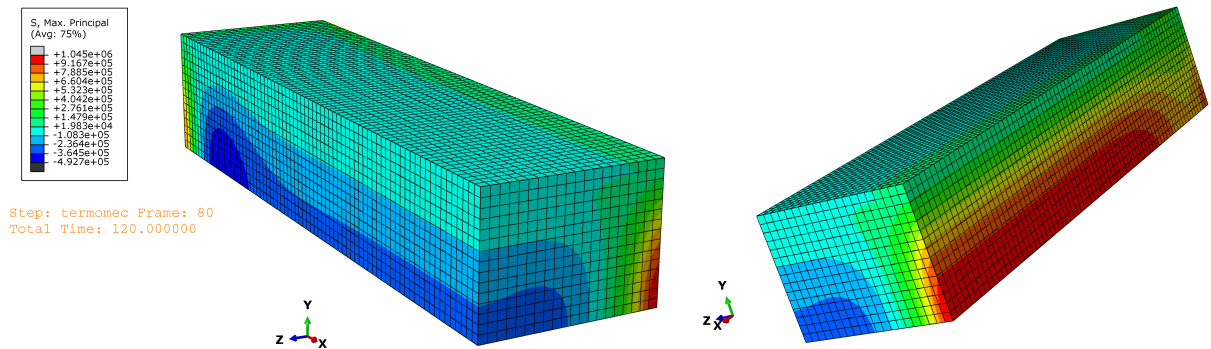 S, Max. Principal
(Avg: 75%)
+1.045e+06
+9.167e+05
+7.885e+05
+6.604e+05
+5.323e+05
+4.042e+05
+2.761e+05
+1.479e+05
+1.983e+04
-1.083e+05
-2.364e+05
-3.645e+05
-4.927e+05
Step: termomec Frame: 80
Total Time: 120.000000
Y
Z
X
Y
Z
X